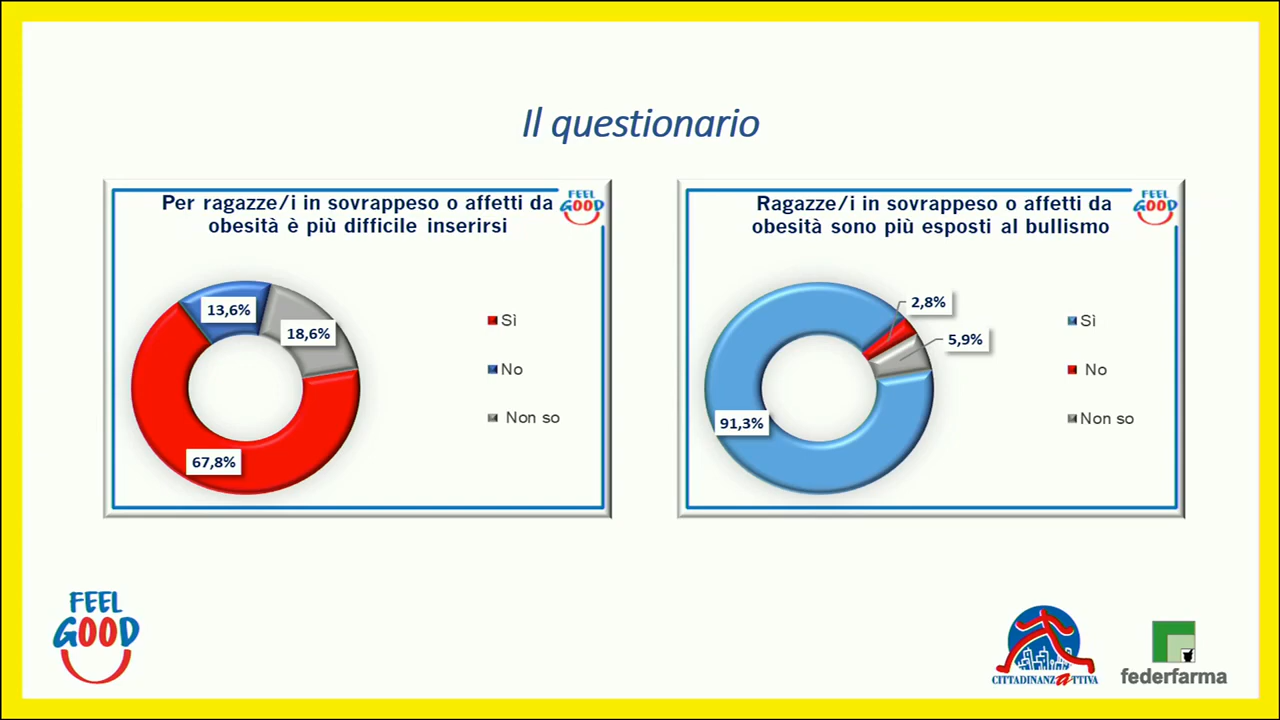 Il questionario
Per ragazze/i in sovrappeso o affetti da
obesità è più difficile inserirsi
FEEL
GOOD
13,6%
18,6%
67,8%
Sì
No
Non so
Ragazze/i in sovrappeso o affetti da
obesità sono più esposti al bullismo
FEEL
GOOD
2,8%
5,9%
91,3%
Sì
No
Non so
FEEL
GOOD
CITTADINANZATTIVA
federfarma